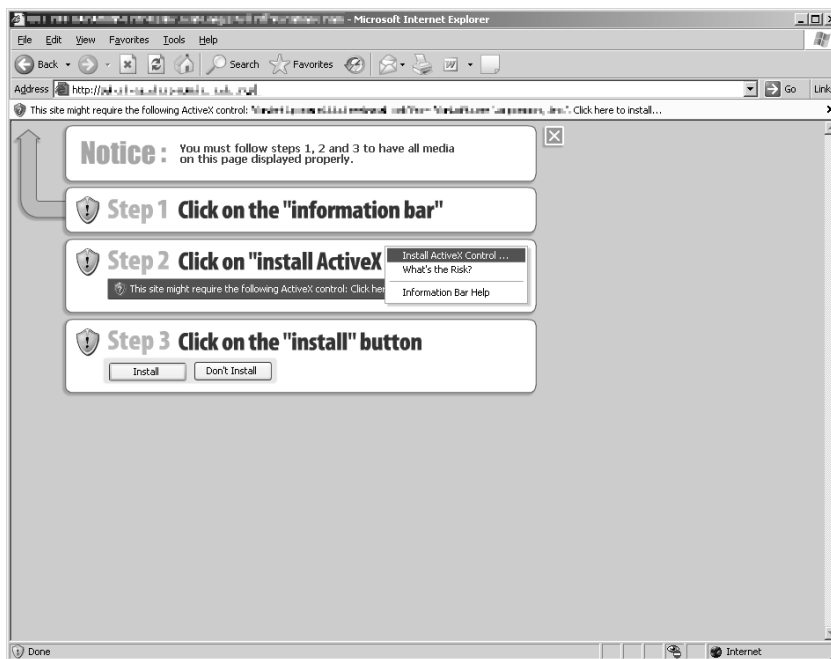 - Microsoft Internet Explorer
File Edit View Favorites Tools Help
Back Search Favorites
Address http:// Go Link
This site might require the following ActiveX control: Click here to install...
Notice : You must follow steps 1, 2 and 3 to have all media
on this page displayed properly.
Step 1 Click on the "information bar"
Step 2 Click on "install ActiveX
Install ActiveX Control ...
What's the Risk?
This site might require the following ActiveX control: Click her
Information Bar Help
Step 3 Click on the "install" button
Install Don't Install
Done Internet